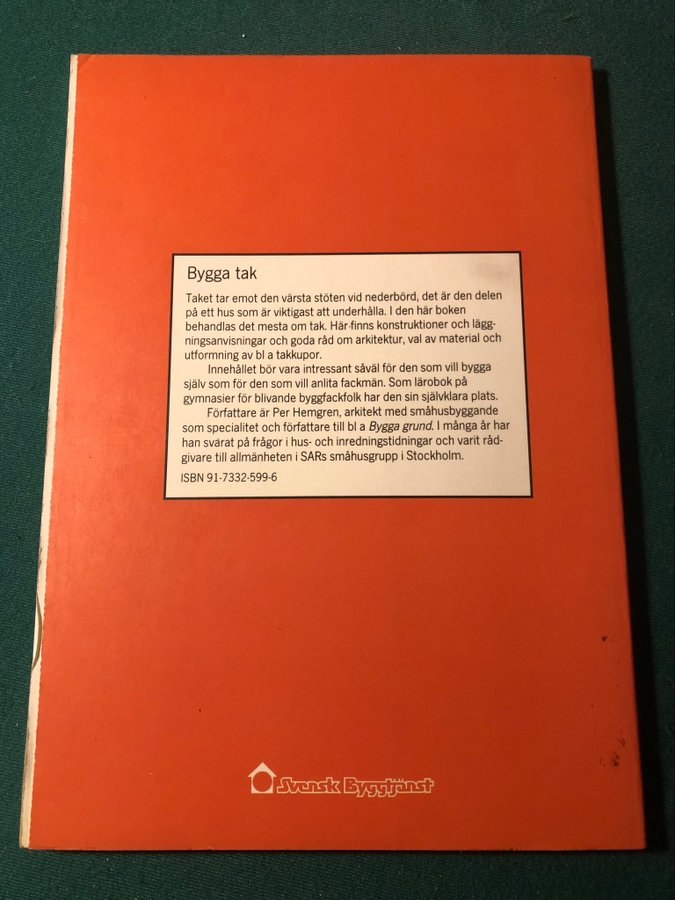 Bygga tak
Taket tar emot den värsta stöten vid nederbörd, det är den delen
på ett hus som är viktigast att underhålla. I den här boken
behandlas det mesta om tak. Här finns konstruktioner och lägg-
ningsanvisningar och goda råd om arkitektur, val av material och
utformning av bl a takkupor.
Innehållet bör vara intressant såväl för den som vill bygga
själv som för den som vill anlita fackmän. Som lärobok på
gymnasier för blivande byggfackfolk har den sin självklara plats.
Författare är Per Hemgren, arkitekt med småhusbyggande
som specialitet och författare till bl a Bygga grund. I många år har
han svarat på frågor i hus- och inredningstidningar och varit råd-
givare till allmänheten i SARs småhusgrupp i Stockholm.
ISBN 91-7332-599-6
Svensk Byggtjänst